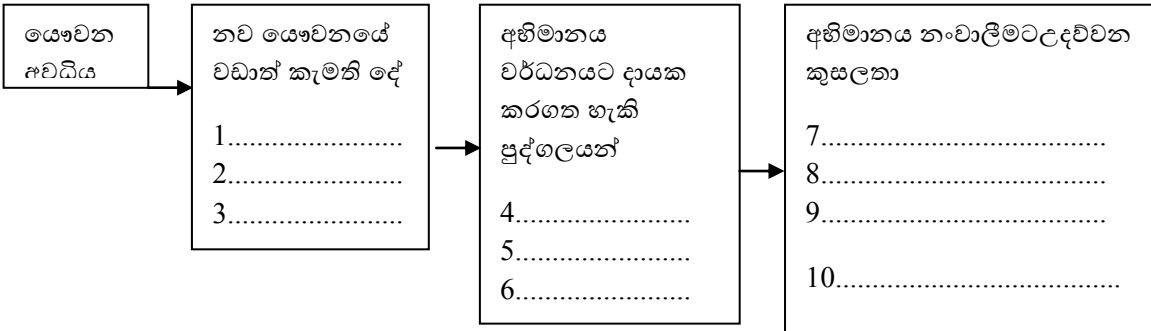 යෞවන
අවධිය
නව යෞවනයේ
වඩාත් කැමති දේ
1........................
2........................
3........................
අභිමානය
වර්ධනයට දායක
කරගත හැකි
පුද්ගලයන්
4........................
5........................
6........................
අභිමානය නංවාලීමටඋදව්වන
කුසලතා
7.........................................
8.........................................
9.........................................
10.......................................